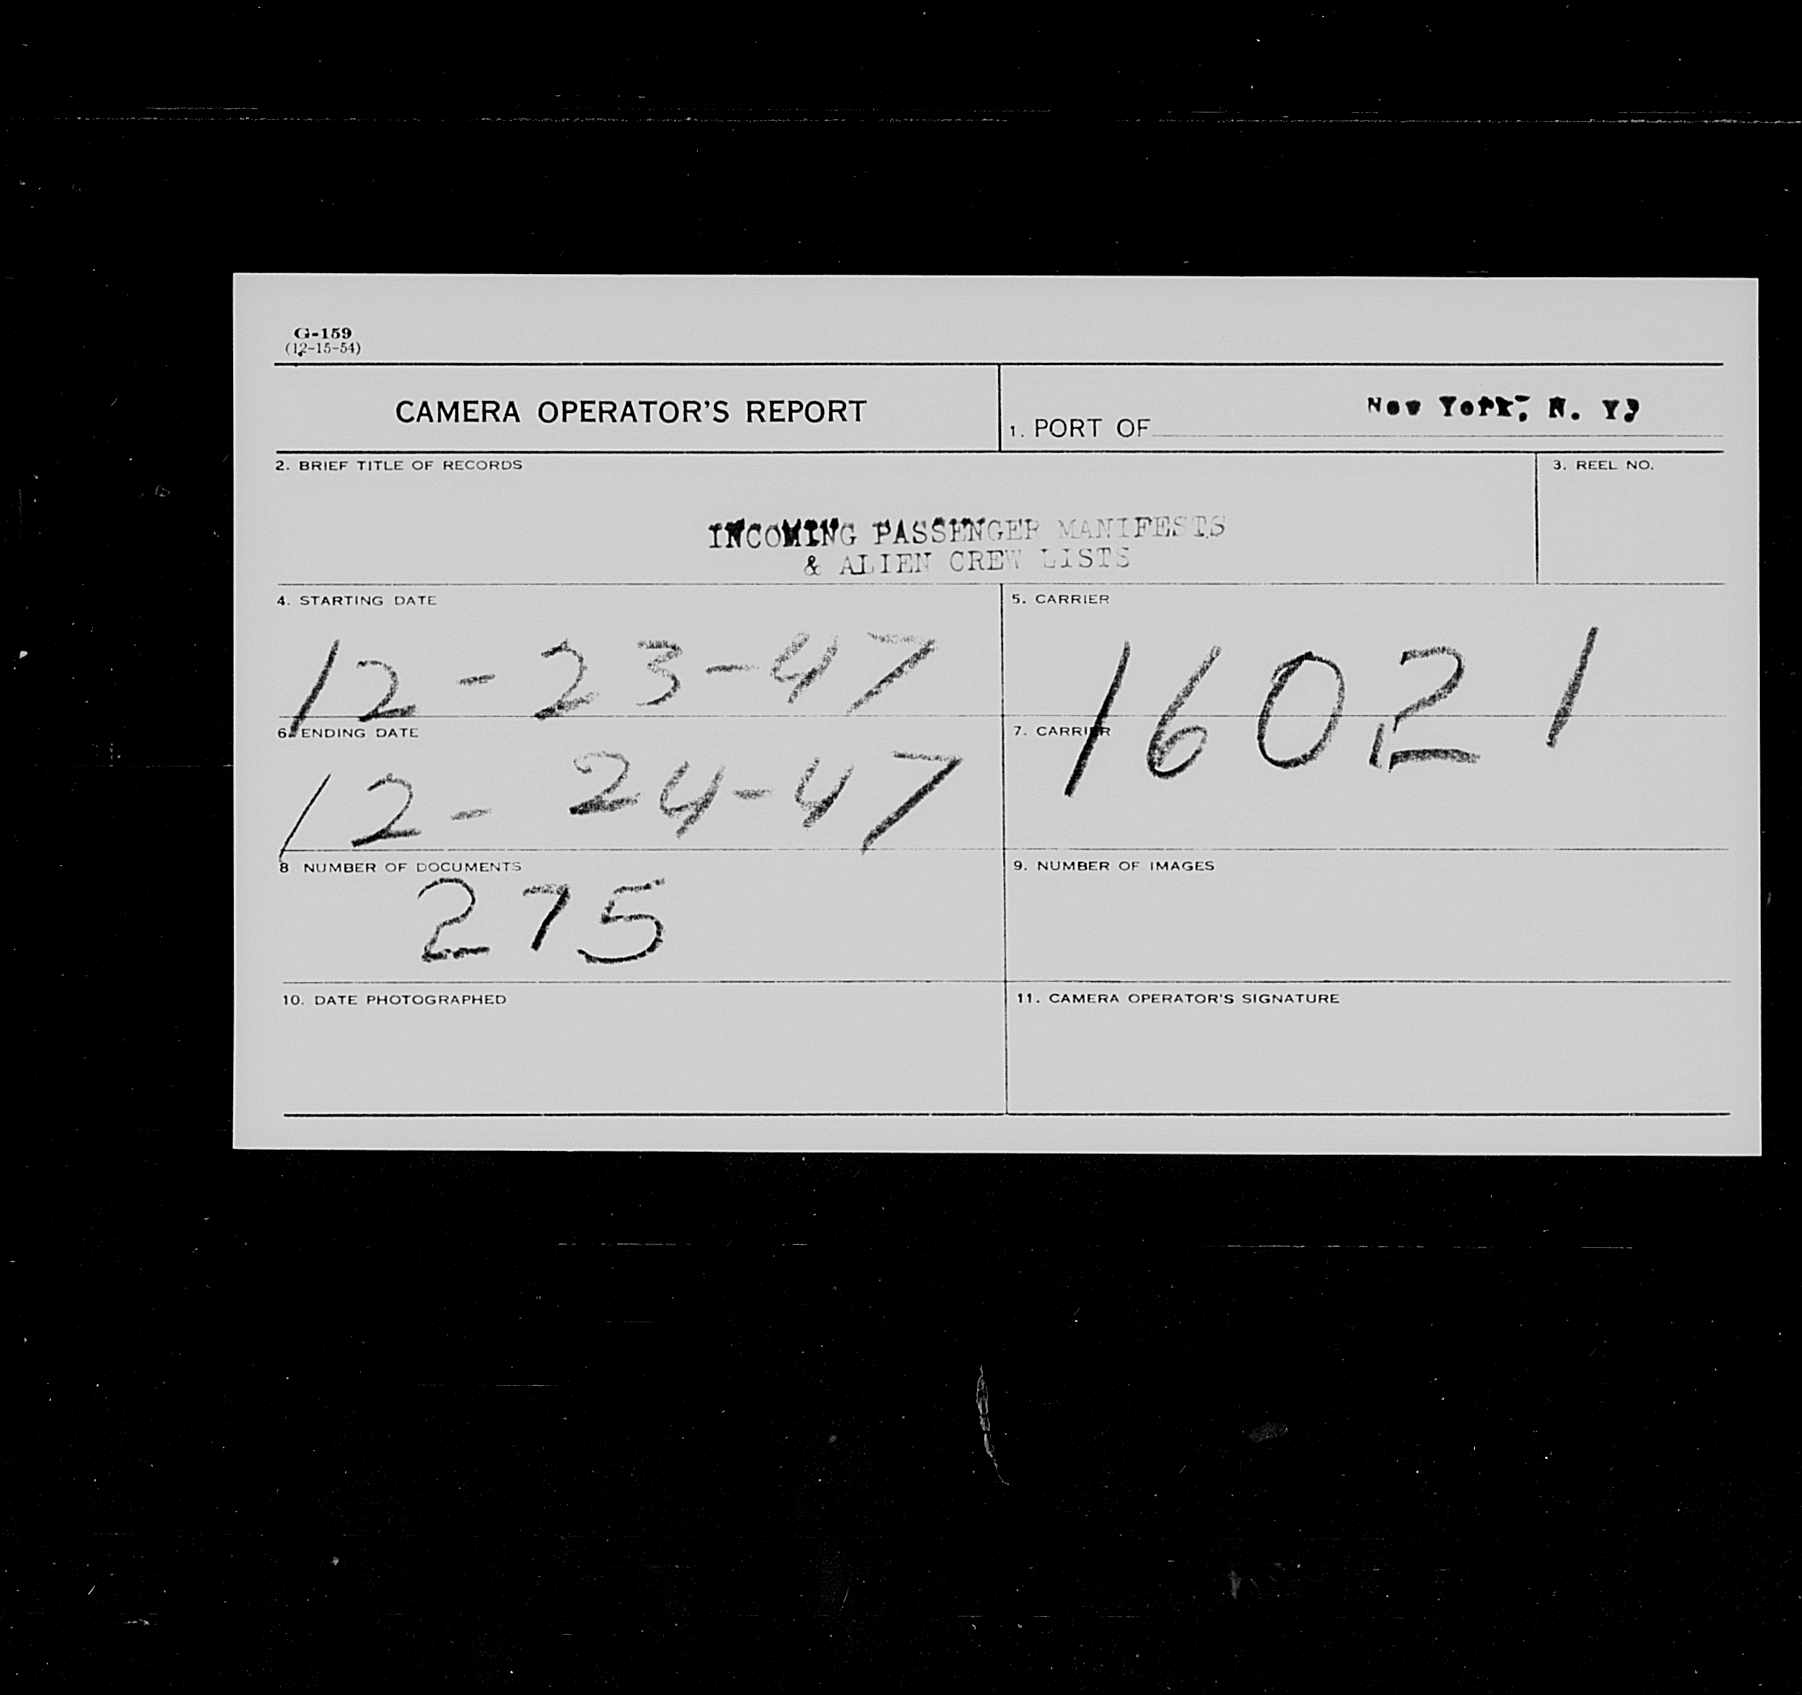 G-159
(12-15-54)
CAMERA OPERATOR'S REPORT
1. PORT OF New York, N. Y.
2. BRIEF TITLE OF RECORDS
3. REEL NO.
INCOMING PASSENGER MANIFESTS
& ALIEN CREW LISTS
4. STARTING DATE
12-23-47
5. CARRIER
16021
6. ENDING DATE
12-24-47
7. CARRIER
8 NUMBER OF DOCUMENTS
275
9. NUMBER OF IMAGES
10. DATE PHOTOGRAPHED
11. CAMERA OPERATOR'S SIGNATURE